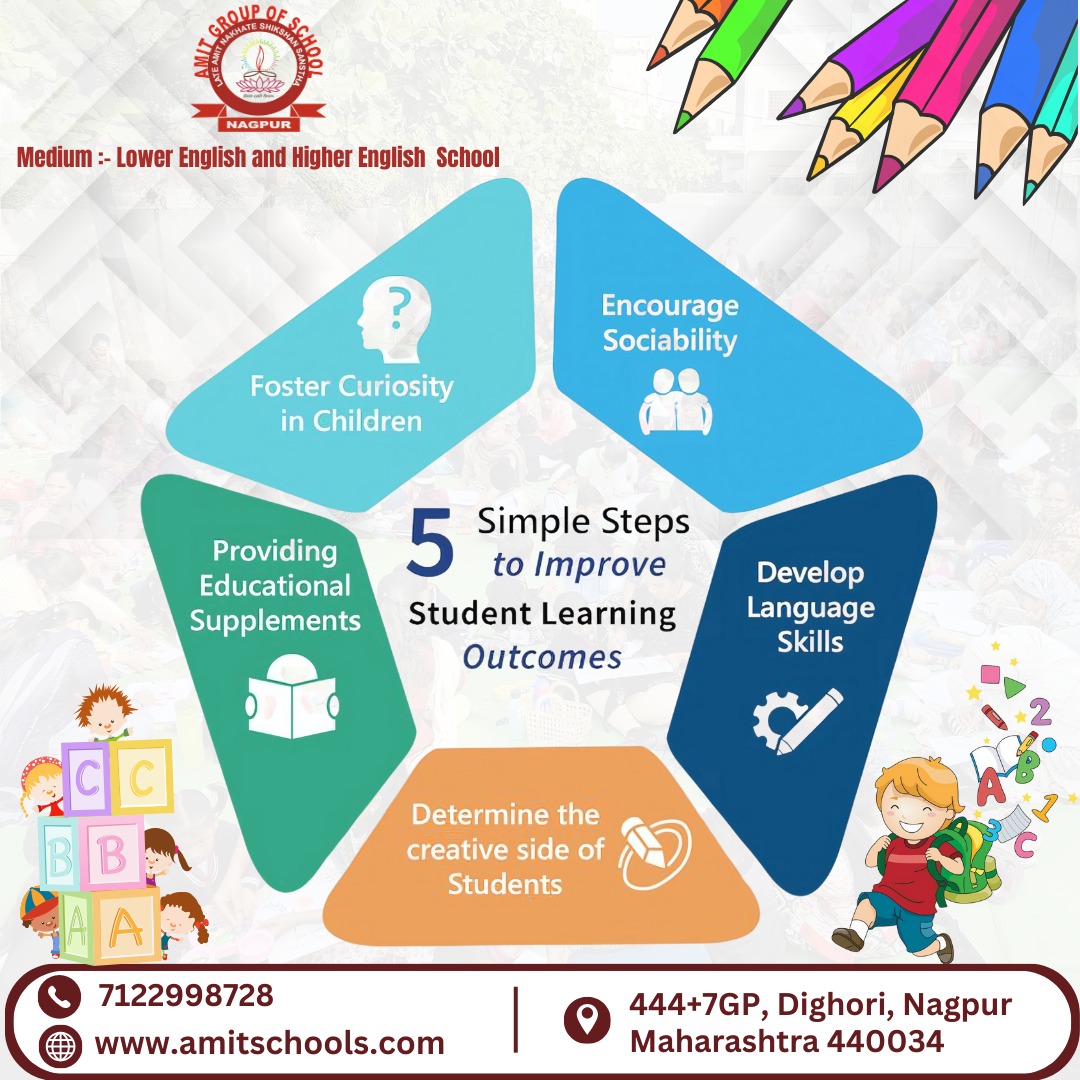 AMIT GROUP OF SCHOOL
LATE AMIT NAKHATE SHIKSHAN SANSTHA
NAGPUR
Medium :- Lower English and Higher English School
Foster Curiosity
in Children
Encourage
Sociability
Providing
Educational
Supplements
5 Simple Steps
to Improve
Student Learning
Outcomes
Develop
Language
Skills
Determine the
creative side of
Students
C C
B B
A A
2
B
A
1
3
C
7122998728
www.amitschools.com
444+7GP, Dighori, Nagpur
Maharashtra 440034